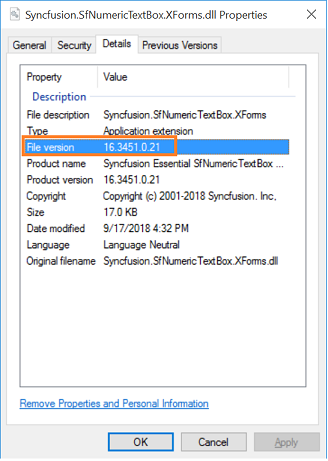 Syncfusion.SfNumericTextBox.XForms.dll Properties
General Security Details Previous Versions
Property Value
Description
File description Syncfusion.SfNumericTextBox.XForms
Type Application extension
File version 16.3451.0.21
Product name Syncfusion Essential SfNumericTextBox ...
Product version 16.3451.0.21
Copyright Copyright (c) 2001-2018 Syncfusion. Inc,
Size 17.0 KB
Date modified 9/17/2018 4:32 PM
Language Language Neutral
Original filename Syncfusion.SfNumericTextBox.XForms.dll
Remove Properties and Personal Information
OK Cancel Apply